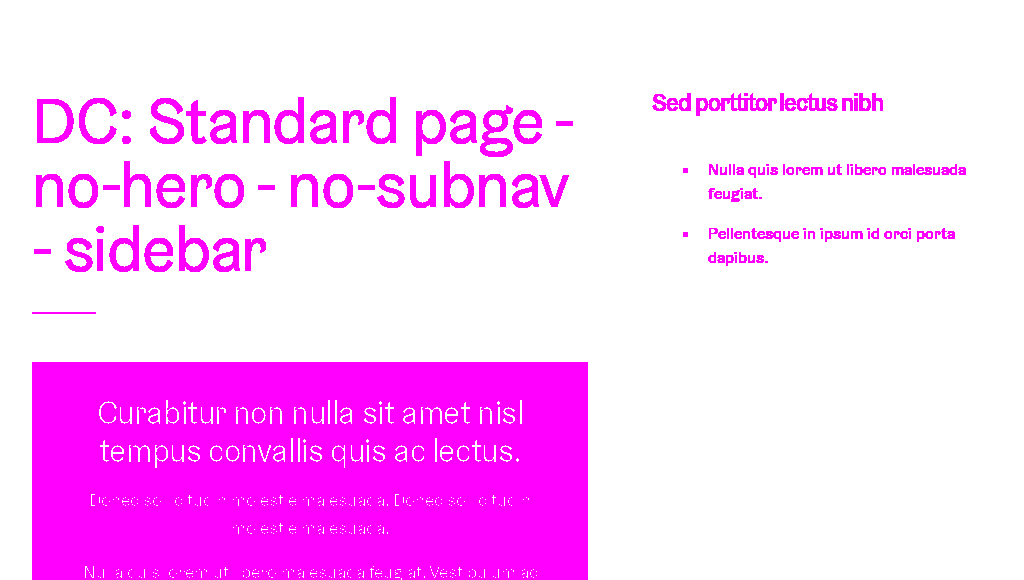 DC: Standard page -
no-hero - no-subnav
- sidebar
Curabitur non nulla sit amet nisl
tempus convallis quis ac lectus.
Donec sollicitudin molestie malesuada. Donec sollicitudin
molestie malesuada.
Nulla quis lorem ut libero malesuada feugiat. Vestibulum ac
Sed porttitor lectus nibh
Nulla quis lorem ut libero malesuada
feugiat.
Pellentesque in ipsum id orci porta
dapibus.